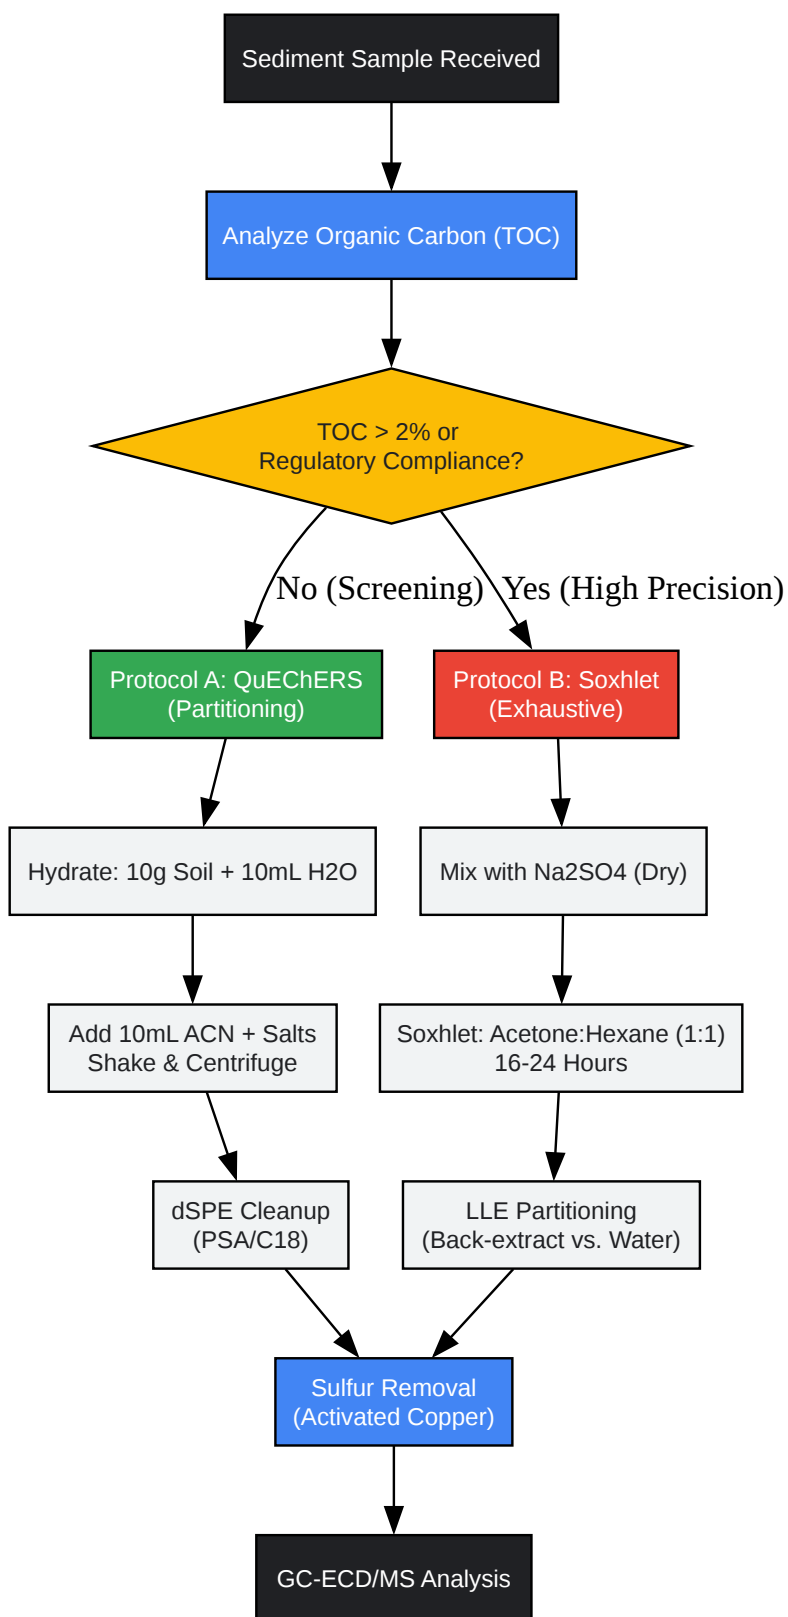 Sediment Sample Received
Analyze Organic Carbon (TOC)
TOC > 2% or
Regulatory Compliance?
No (Screening)
Yes (High Precision)
Protocol A: QuEChERS
(Partitioning)
Protocol B: Soxhlet
(Exhaustive)
Hydrate: 10g Soil + 10mL H2O
Mix with Na2SO4 (Dry)
Add 10mL ACN + Salts
Shake & Centrifuge
Soxhlet: Acetone:Hexane (1:1)
16-24 Hours
dSPE Cleanup
(PSA/C18)
LLE Partitioning
(Back-extract vs. Water)
Sulfur Removal
(Activated Copper)
GC-ECD/MS Analysis